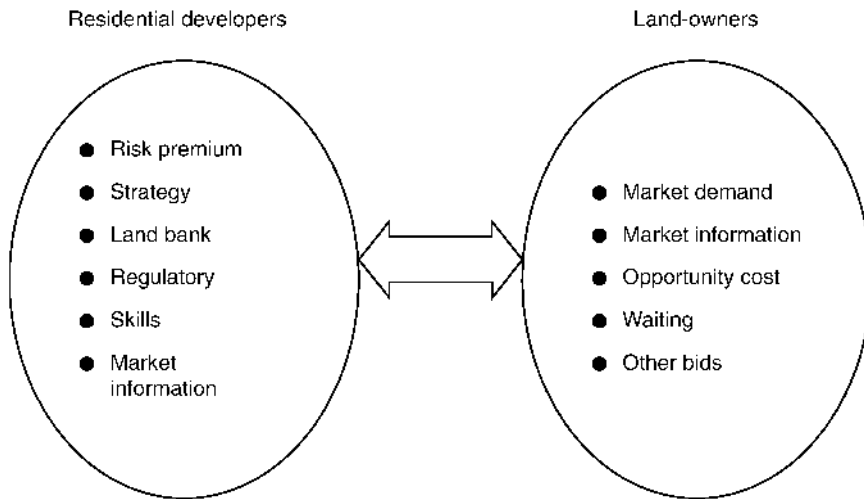 Residential developers
Land-owners
● Risk premium
● Strategy
● Land bank
● Regulatory
● Skills
● Market
information
● Market demand
● Market information
● Opportunity cost
● Waiting
● Other bids